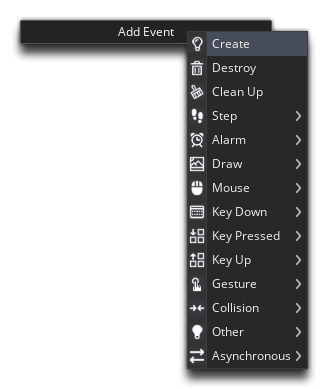 Add Event
Create
Destroy
Clean Up
Step
Alarm
Draw
Mouse
Key Down
Key Pressed
Key Up
Gesture
Collision
Other
Asynchronous